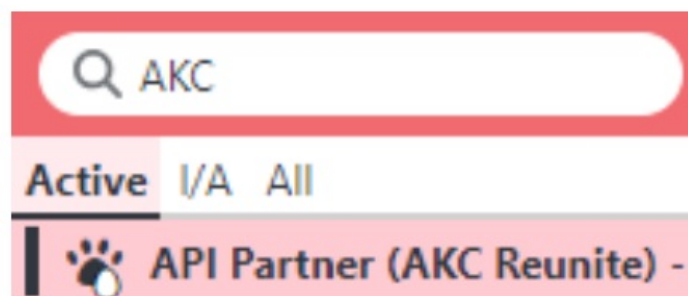 AKC
Active I/A All
API Partner (AKC Reunite) -